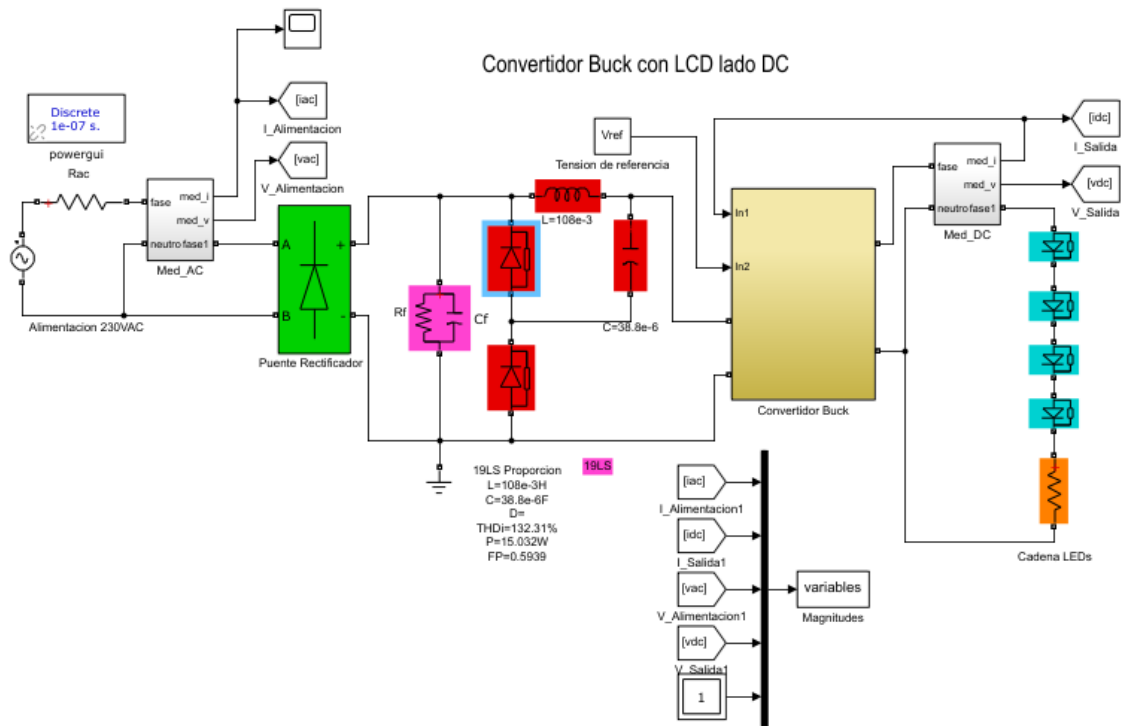 Convertidor Buck con LCD lado DC
Discrete
1e-07 s.
powergui
[iac]
I_Alimentacion
[vac]
V_Alimentacion
Rac
fase
med_i
med_v
neutro
fase1
Med_AC
Alimentacion 230VAC
A
+
B
-
Puente Rectificador
Rf
Cf
L=108e-3
C=38.8e-6
Vref
Tension de referencia
In1
In2
Convertidor Buck
fase
med_i
med_v
neutro
fase1
Med_DC
[idc]
I_Salida
[vdc]
V_Salida
Cadena LEDs
19LS Proporcion
L=108e-3H
C=38.8e-6F
D=
THDi=132.31%
P=15.032W
FP=0.5939
19LS
[iac]
I_Alimentacion1
[idc]
I_Salida1
[vac]
V_Alimentacion1
[vdc]
V_Salida1
1
variables
Magnitudes